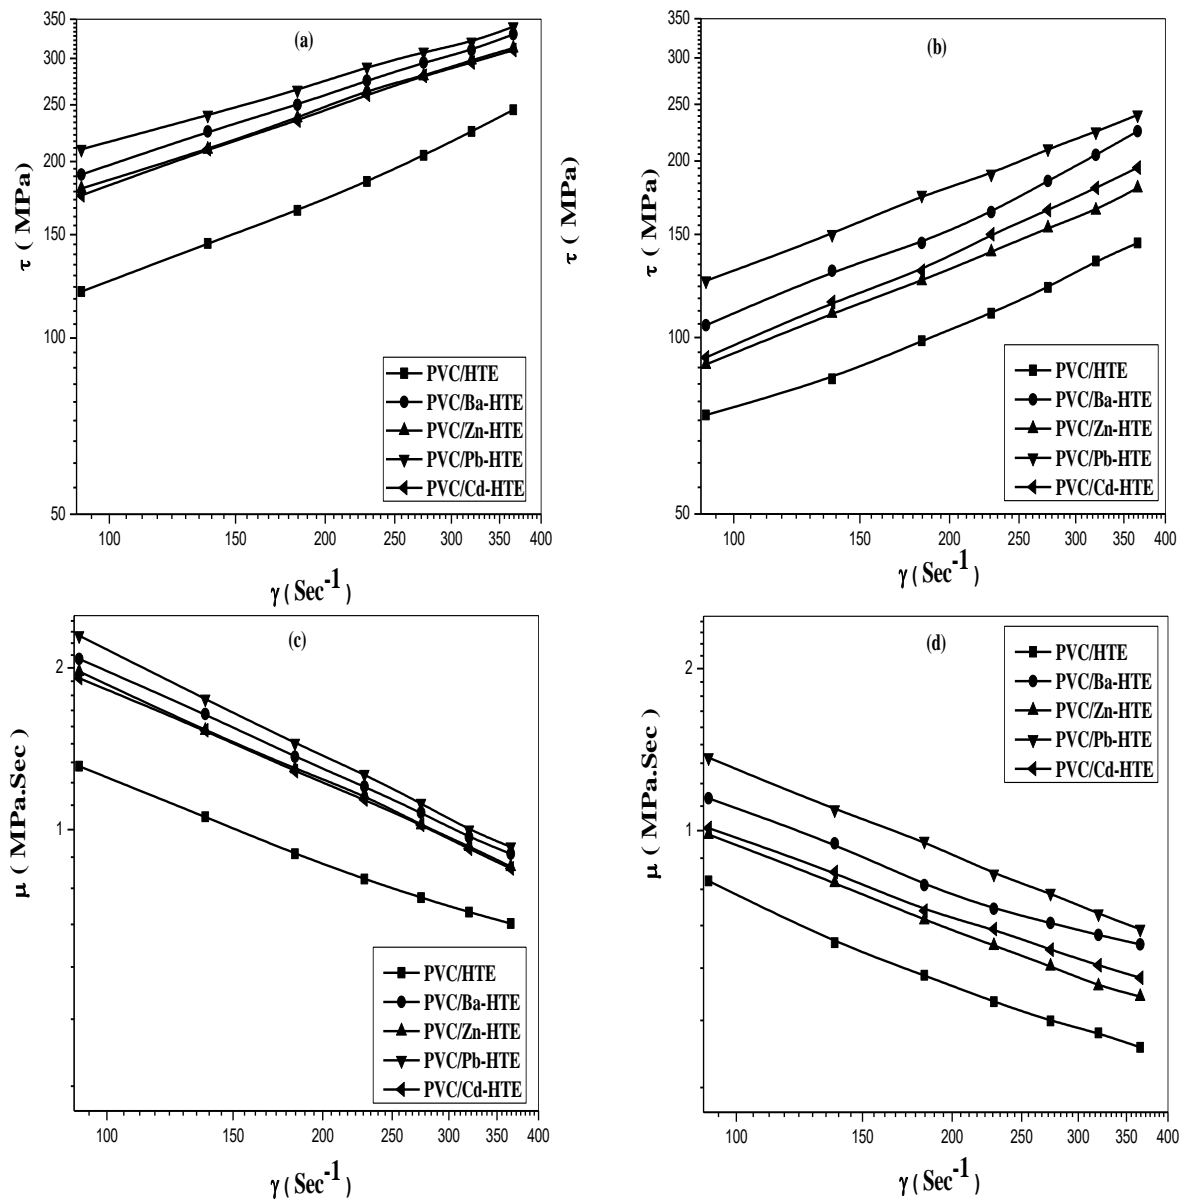 (a)
350
300
250
200
150
100
50
τ ( MPa)
PVC/HTE
PVC/Ba-HTE
PVC/Zn-HTE
PVC/Pb-HTE
PVC/Cd-HTE
100 150 200 250 300 350 400
γ ( Sec⁻¹ )
τ ( MPa)
(b)
350
300
250
200
150
100
50
τ ( MPa)
PVC/HTE
PVC/Ba-HTE
PVC/Zn-HTE
PVC/Pb-HTE
PVC/Cd-HTE
100 150 200 250 300 350 400
γ ( Sec⁻¹ )
(c)
2
1
μ ( MPa.Sec )
PVC/HTE
PVC/Ba-HTE
PVC/Zn-HTE
PVC/Pb-HTE
PVC/Cd-HTE
100 150 200 250 300 350 400
γ ( Sec⁻¹ )
(d)
2
1
μ ( MPa.Sec )
PVC/HTE
PVC/Ba-HTE
PVC/Zn-HTE
PVC/Pb-HTE
PVC/Cd-HTE
100 150 200 250 300 350 400
γ ( Sec⁻¹ )